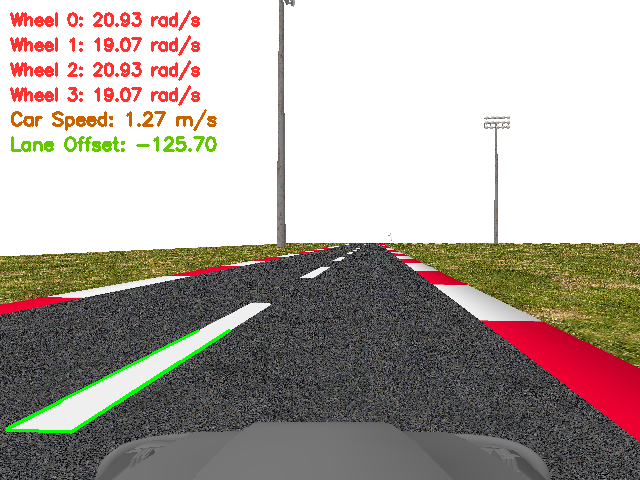 Wheel 0: 20.93 rad/s
Wheel 1: 19.07 rad/s
Wheel 2: 20.93 rad/s
Wheel 3: 19.07 rad/s
Car Speed: 1.27 m/s
Lane Offset: -125.70